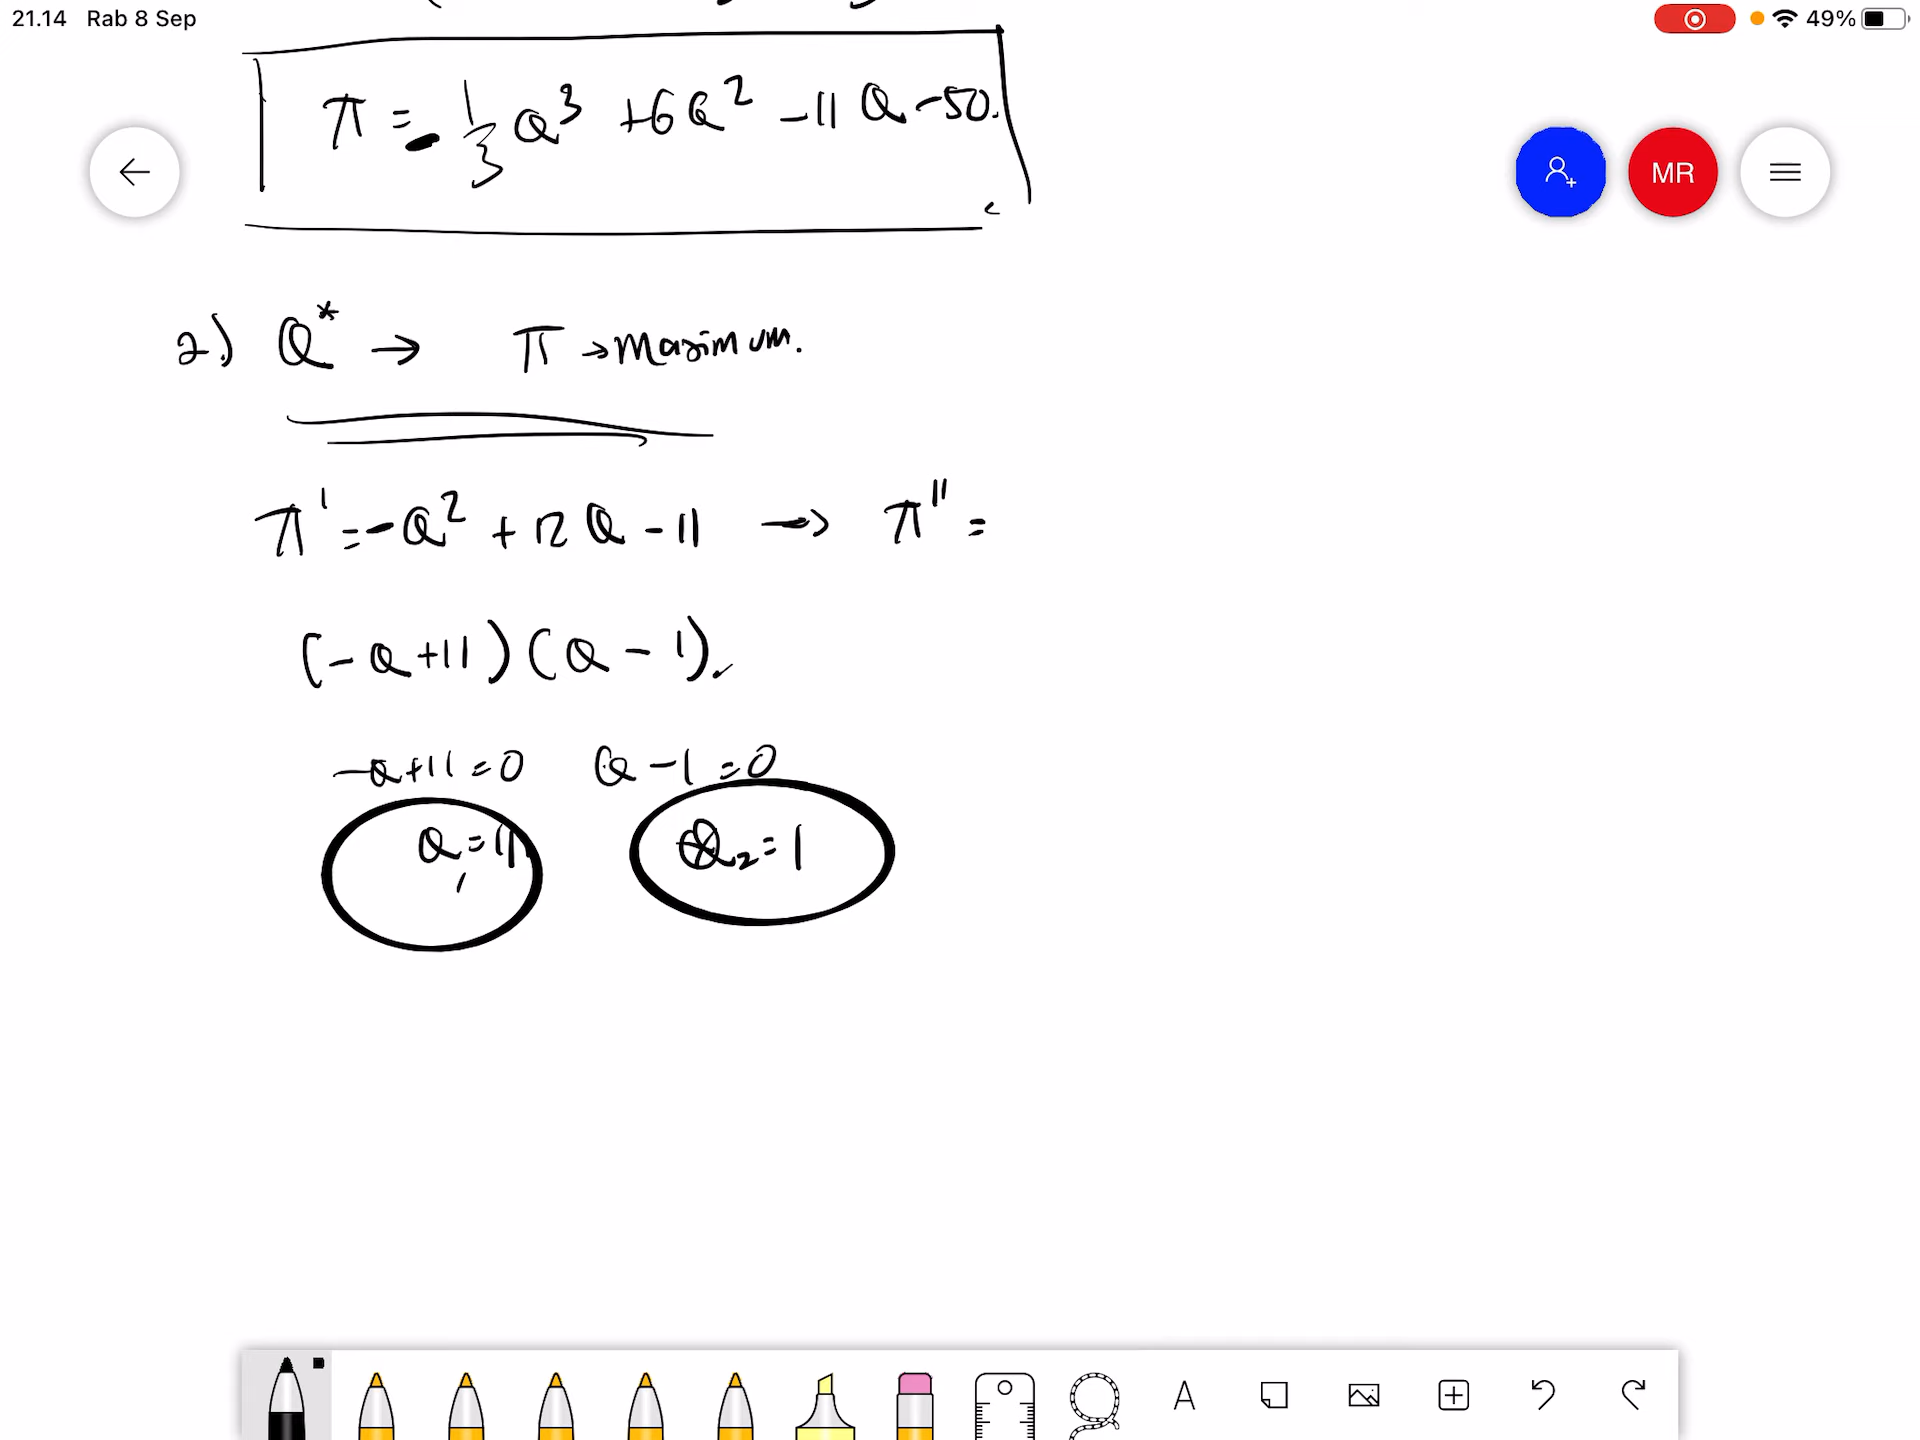 21.14 Rab 8 Sep 49%
π = - 1/3 Q³ + 6Q² - 11Q - 50.
MR
2.) Q* → π → maximum.
π' = -Q² + 12Q - 11 → π'' =
(-Q+11)(Q-1).
-Q+11=0 Q-1=0
Q₁=11 Q₂=1
A